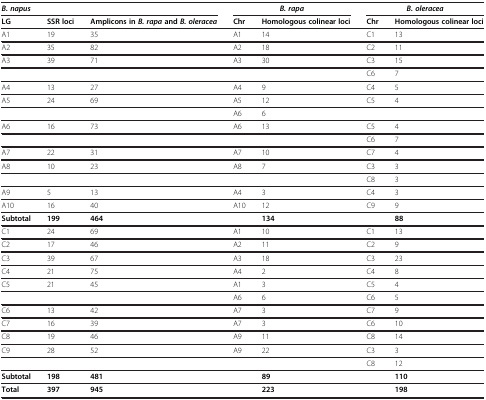 B. napus B. rapa B. oleracea
LG SSR loci Amplicons in B. rapa and B. oleracea Chr Homologous colinear loci Chr Homologous colinear loci
A1 19 35 A1 14 C1 13
A2 35 82 A2 18 C2 11
A3 39 71 A3 30 C3 15
C6 7
A4 13 27 A4 9 C4 5
A5 24 69 A5 12 C5 4
A6 6
A6 16 73 A6 13 C5 4
C6 7
A7 22 31 A7 10 C7 4
A8 10 23 A8 7 C3 3
C8 3
A9 5 13 A4 3 C4 3
A10 16 40 A10 12 C9 9
Subtotal 199 464 134 88
C1 24 69 A1 10 C1 13
C2 17 46 A2 11 C2 9
C3 39 67 A3 18 C3 23
C4 21 75 A4 2 C4 8
C5 21 45 A1 3 C5 4
A6 6 C6 5
C6 13 42 A7 3 C7 9
C7 16 39 A7 3 C6 10
C8 19 46 A9 11 C8 14
C9 28 52 A9 22 C3 3
C8 12
Subtotal 198 481 89 110
Total 397 945 223 198